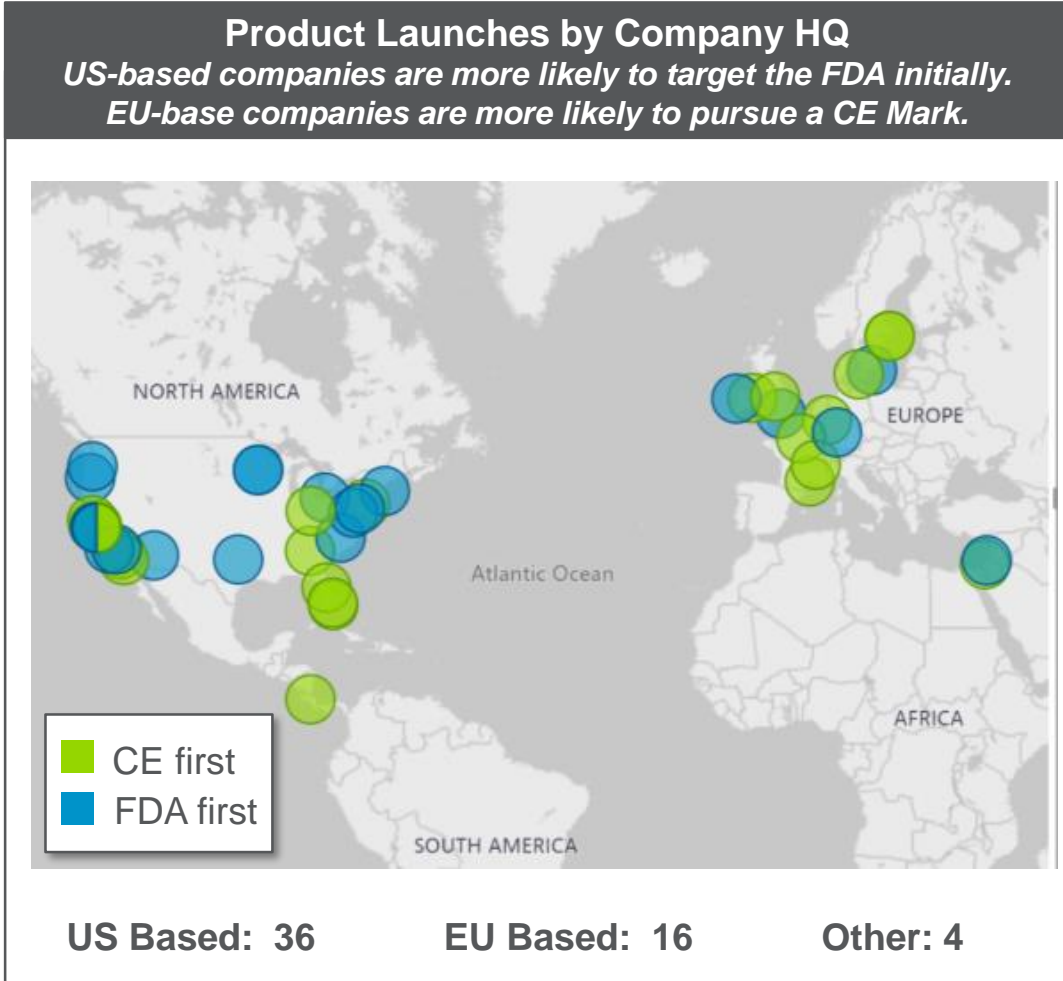 Product Launches by Company HQ
US-based companies are more likely to target the FDA initially.
EU-base companies are more likely to pursue a CE Mark.
NORTH AMERICA
EUROPE
Atlantic Ocean
AFRICA
CE first
FDA first
SOUTH AMERICA
US Based: 36
EU Based: 16
Other: 4